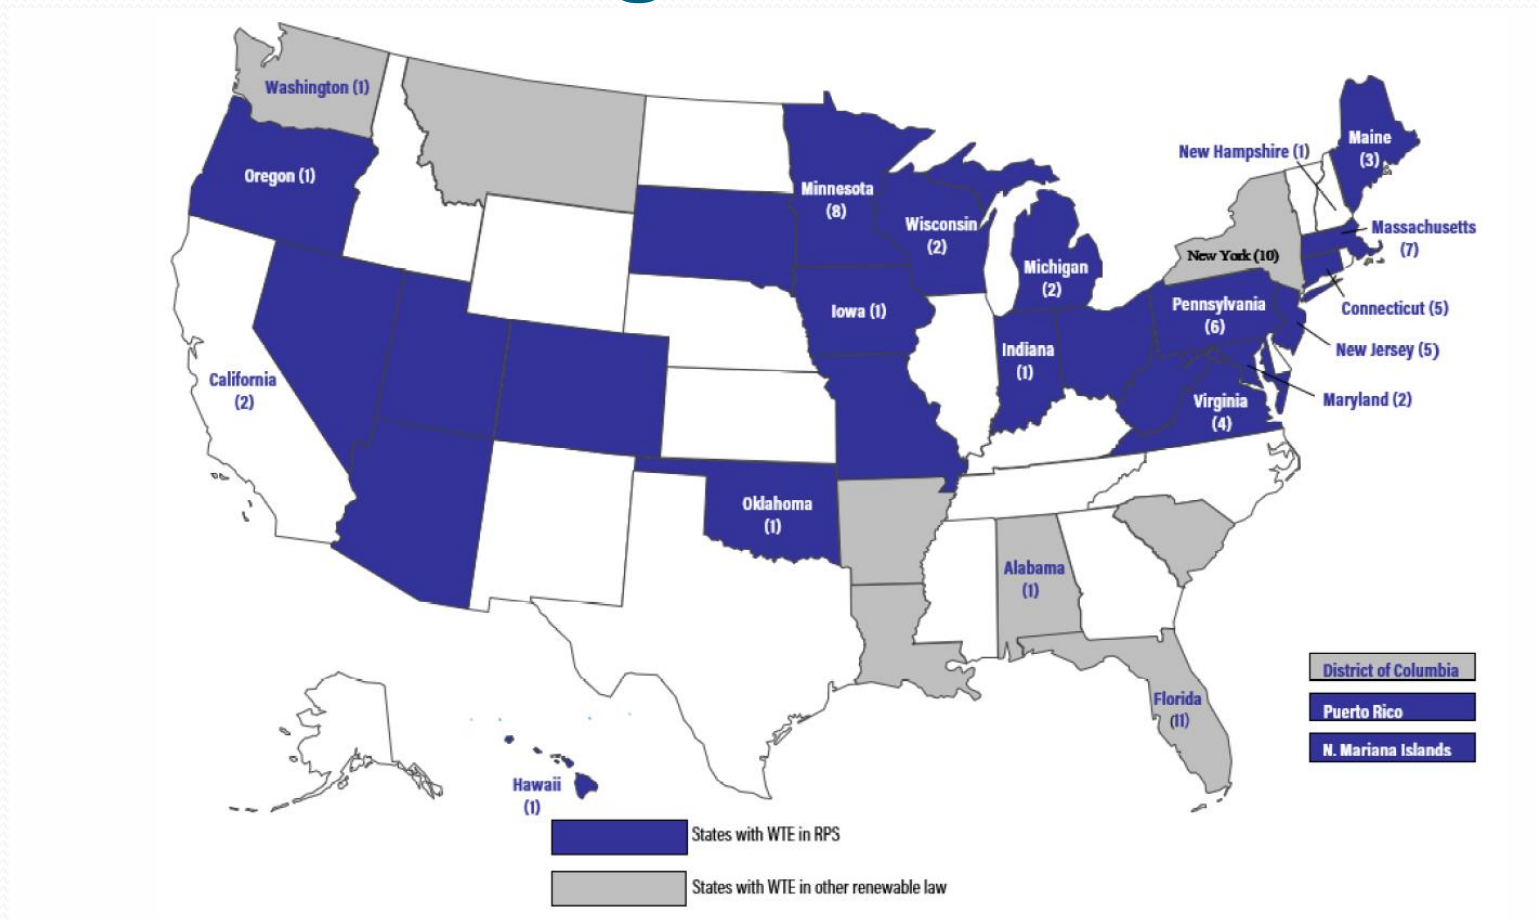 Washington (1)
Oregon (1)
Minnesota
(8)
Wisconsin
(2)
Michigan
(2)
New Hampshire (1)
Maine
(3)
Massachusetts
(7)
New York (10)
Connecticut (5)
Pennsylvania
(6)
New Jersey (5)
Iowa (1)
Indiana
(1)
Maryland (2)
Virginia
(4)
California
(2)
Oklahoma
(1)
Alabama
(1)
Florida
(11)
Hawaii
(1)
District of Columbia
Puerto Rico
N. Mariana Islands
States with WTE in RPS
States with WTE in other renewable law